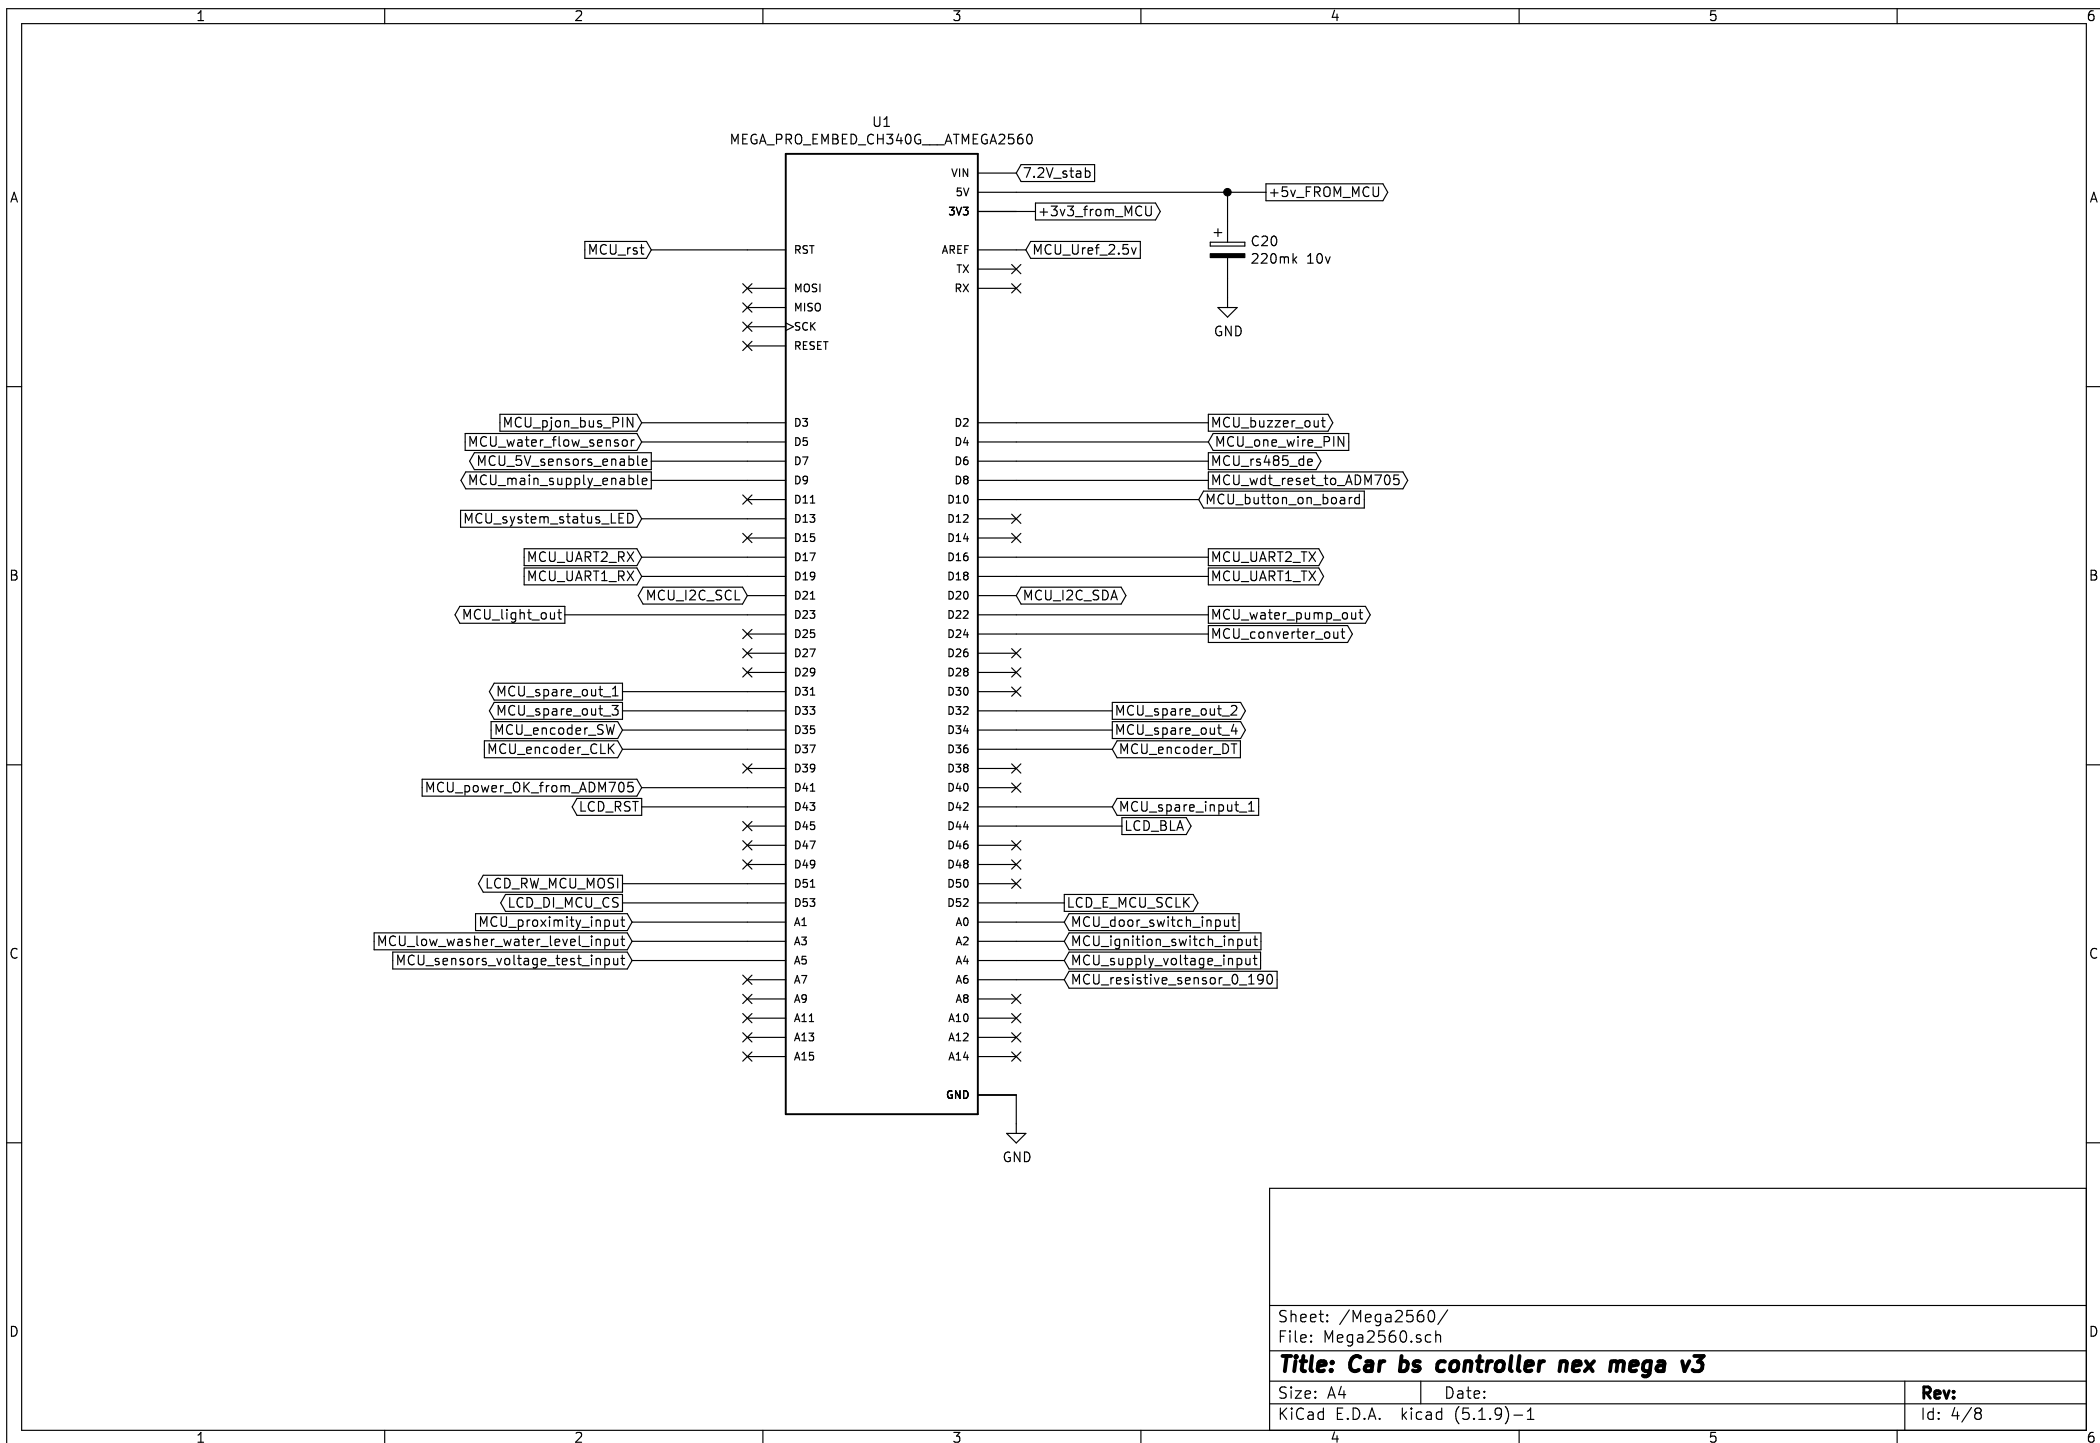 1 2 3 4 5 6
U1
MEGA_PRO_EMBED_CH340G___ATMEGA2560
VIN 7.2V_stab
A 5V +5v_FROM_MCU A
3V3 +3v3_from_MCU
+ C20
MCU_rst RST AREF MCU_Uref_2.5v
220mk 10v
TX
MOSI RX
MISO
SCK GND
RESET
MCU_pjon_bus_PIN D3 D2 MCU_buzzer_out
MCU_water_flow_sensor D5 D4 MCU_one_wire_PIN
MCU_5V_sensors_enable D7 D6 MCU_rs485_de
MCU_main_supply_enable D9 D8 MCU_wdt_reset_to_ADM705
D11 D10 MCU_button_on_board
MCU_system_status_LED D13 D12
D15 D14
MCU_UART2_RX D17 D16 MCU_UART2_TX
B MCU_UART1_RX D19 D18 MCU_UART1_TX B
MCU_I2C_SCL D21 D20 MCU_I2C_SDA
MCU_light_out D23 D22 MCU_water_pump_out
D25 D24 MCU_converter_out
D27 D26
D29 D28
MCU_spare_out_1 D31 D30
MCU_spare_out_3 D33 D32 MCU_spare_out_2
MCU_encoder_SW D35 D34 MCU_spare_out_4
MCU_encoder_CLK D37 D36 MCU_encoder_DT
D39 D38
MCU_power_OK_from_ADM705 D41 D40
LCD_RST D43 D42 MCU_spare_input_1
D45 D44 LCD_BLA
D47 D46
D49 D48
LCD_RW_MCU_MOSI D51 D50
LCD_DI_MCU_CS D53 D52 LCD_E_MCU_SCLK
MCU_proximity_input A1 A0 MCU_door_switch_input
MCU_low_washer_water_level_input A3 A2 MCU_ignition_switch_input
C MCU_sensors_voltage_test_input A5 A4 MCU_supply_voltage_input C
A7 A6 MCU_resistive_sensor_0_190
A9 A8
A11 A10
A13 A12
A15 A14
GND
GND
Sheet: /Mega2560/
D File: Mega2560.sch D
Title: Car bs controller nex mega v3
Size: A4 Date: Rev:
KiCad E.D.A. kicad (5.1.9)-1 Id: 4/8
1 2 3 4 5 6